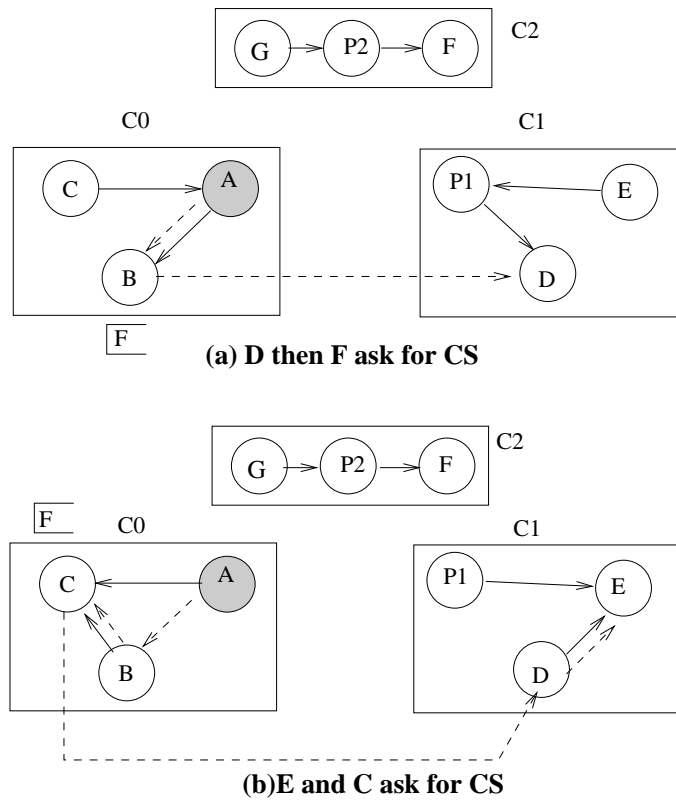 G P2 F C2
C0 C1
C A P1 E
B D
F
(a) D then F ask for CS
G P2 F C2
F C0 C1
C A P1 E
B D
(b)E and C ask for CS